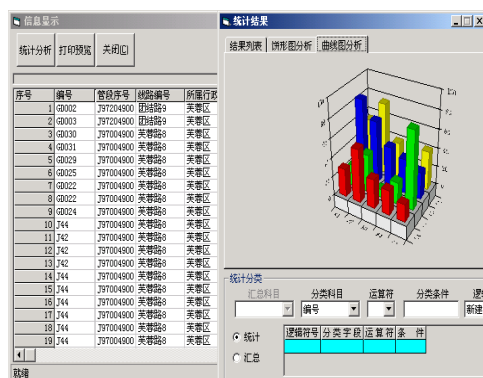 信息显示
统计分析 打印预览 关闭[C]
序号 编号 管段序号 线路编号 所属行政
1 GD002 J97204900 团结路9 芙蓉区
2 GD003 J97204900 团结路9 芙蓉区
3 GD030 J97004900 芙蓉路8 芙蓉区
4 GD031 J97004900 芙蓉路8 芙蓉区
5 GD029 J97004900 芙蓉路8 芙蓉区
6 GD025 J97004900 芙蓉路8 芙蓉区
7 GD022 J97004900 芙蓉路8 芙蓉区
8 GD022 J97004900 芙蓉路8 芙蓉区
9 GD024 J97004900 芙蓉路8 芙蓉区
10 J44 J97004900 芙蓉路8 芙蓉区
11 J42 J97004900 芙蓉路8 芙蓉区
12 J42 J97004900 芙蓉路8 芙蓉区
13 J42 J97004900 芙蓉路8 芙蓉区
14 J44 J97004900 芙蓉路8 芙蓉区
15 J44 J97004900 芙蓉路8 芙蓉区
16 J44 J97004900 芙蓉路8 芙蓉区
17 J44 J97004900 芙蓉路8 芙蓉区
18 J44 J97004900 芙蓉路8 芙蓉区
19 J44 J97004900 芙蓉路8 芙蓉区
就绪
统计结果
结果列表 饼形图分析 曲线图分析
统计分类
汇总科目 分类科目 运算符 分类条件 逻辑
编号 新建
统计 逻辑符号 分类字段 运算符 条 件
汇总